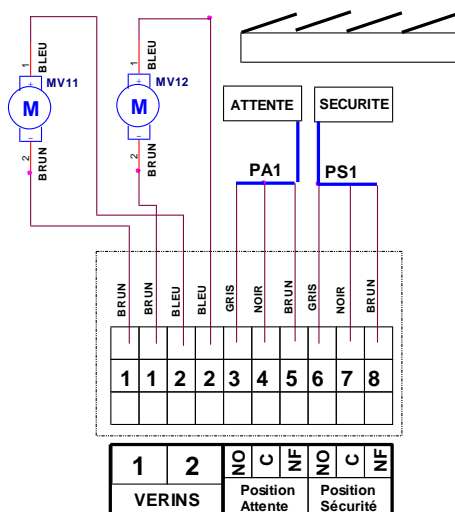 1 BLEU
+
MV11
M
-
2 BRUN
1 BLEU
+
MV12
M
-
2 BRUN
ATTENTE
SECURITE
PA1
PS1
BRUN
BRUN
BLEU
BLEU
GRIS
NOIR
BRUN
GRIS
NOIR
BRUN
1 1 2 2 3 4 5 6 7 8
1 2 NO C NF NO C NF
VERINS
Position
Attente
Position
Sécurité